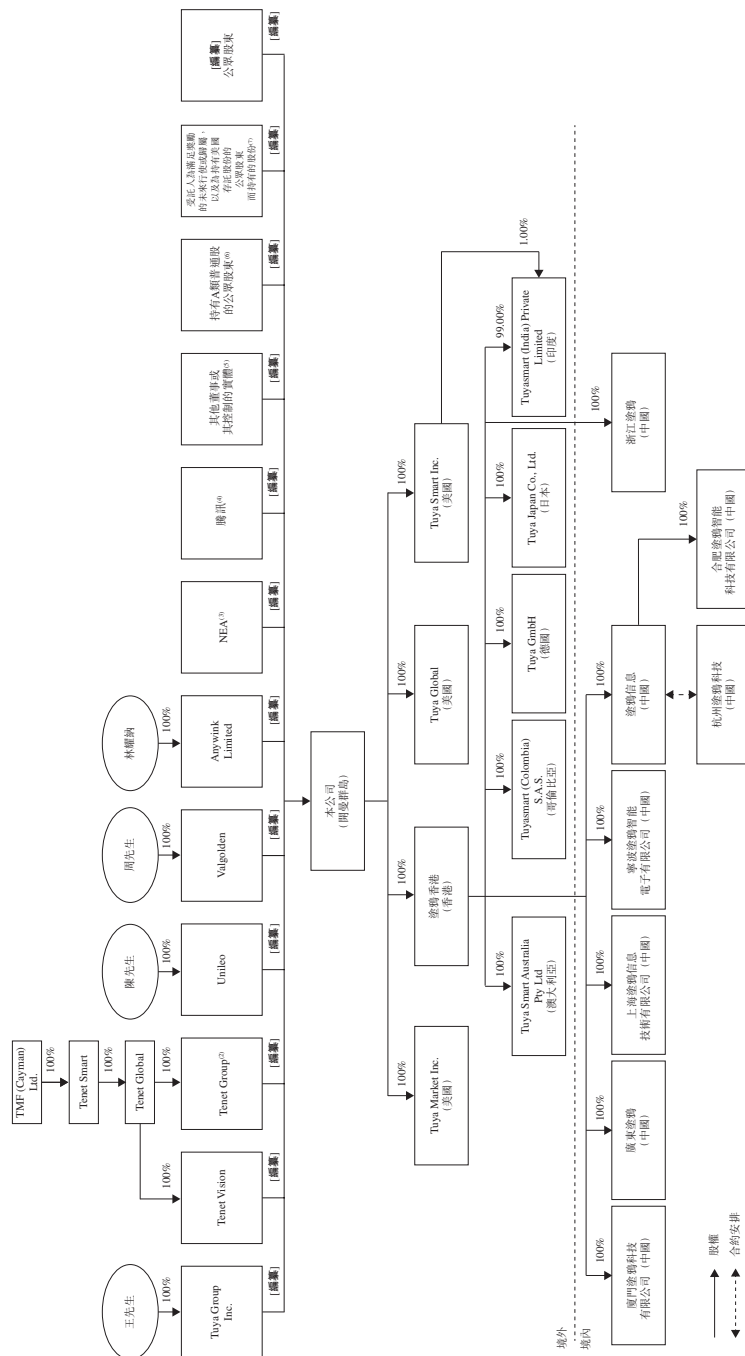 TMF (Cayman)
Ltd.
100%
Tenet Smart
100%
Tenet Global
王先生
陳先生
周先生
林耀納
100%
100%
100%
100%
100%
100%
Tuya Group
Inc.
Tenet Vision
Tenet Group(2)
Unileo
Valgolden
Anywink
Limited
NEA(3)
騰訊(4)
其他董事或
其控制的實體(5)
持有A類普通股
的公眾股東(6)
受託人為滿足獎勵
的未來行使或歸屬，
以及為持有美國
存託股份的
公眾股東
而持有的股份(7)
[編纂]
公眾股東
[編纂]
[編纂]
[編纂]
[編纂]
[編纂]
[編纂]
[編纂]
[編纂]
[編纂]
[編纂]
[編纂]
[編纂]
本公司
（開曼群島）
100%
100%
100%
100%
Tuya Market Inc.
（美國）
塗鴉香港
（香港）
Tuya Global
（美國）
Tuya Smart Inc.
（美國）
100%
100%
100%
100%
99.00%
1.00%
Tuya Smart Australia
Pty Ltd
（澳大利亞）
Tuyasmart (Colombia)
S.A.S.
（哥倫比亞）
Tuya GmbH
（德國）
Tuya Japan Co., Ltd.
（日本）
Tuyasmart (India) Private
Limited
（印度）
境外
境內
100%
100%
100%
100%
100%
100%
廈門塗鴉科技
有限公司（中國）
廣東塗鴉
（中國）
上海塗鴉信息
技術有限公司（中國）
寧波塗鴉智能
電子有限公司（中國）
塗鴉信息
（中國）
浙江塗鴉
（中國）
100%
杭州塗鴉科技
（中國）
合肥塗鴉智能
科技有限公司（中國）
股權
合約安排